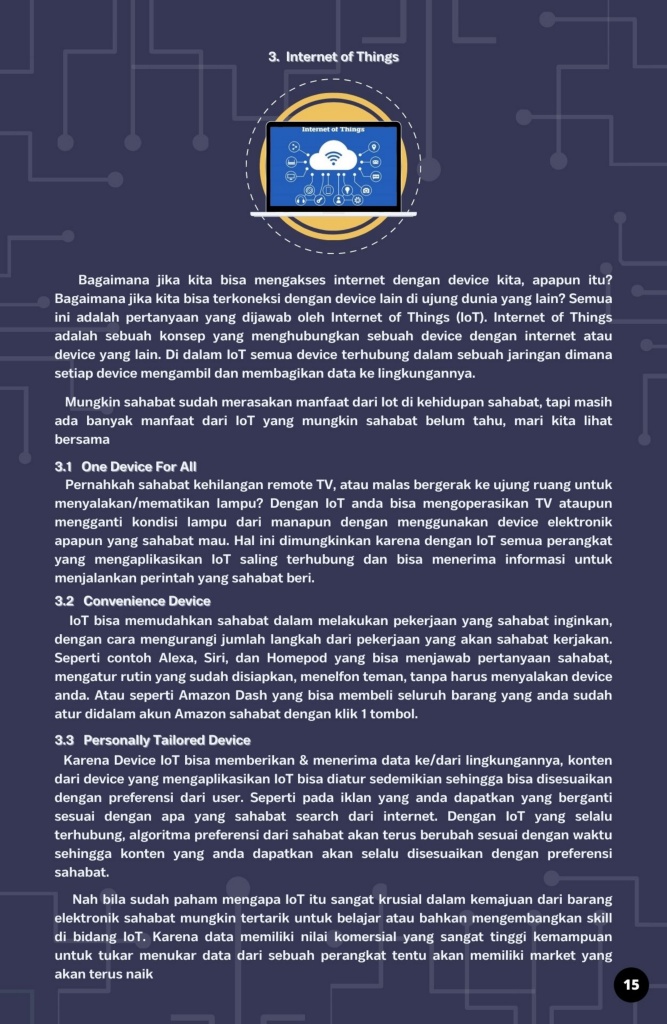 3. Internet of Things
Internet of Things
Bagaimana jika kita bisa mengakses internet dengan device kita, apapun itu?
Bagaimana jika kita bisa terkoneksi dengan device lain di ujung dunia yang lain? Semua
ini adalah pertanyaan yang dijawab oleh Internet of Things (IoT). Internet of Things
adalah sebuah konsep yang menghubungkan sebuah device dengan internet atau
device yang lain. Di dalam IoT semua device terhubung dalam sebuah jaringan dimana
setiap device mengambil dan membagikan data ke lingkungannya.
Mungkin sahabat sudah merasakan manfaat dari Iot di kehidupan sahabat, tapi masih
ada banyak manfaat dari IoT yang mungkin sahabat belum tahu, mari kita lihat
bersama
3.1 One Device For All
Pernahkah sahabat kehilangan remote TV, atau malas bergerak ke ujung ruang untuk
menyalakan/mematikan lampu? Dengan IoT anda bisa mengoperasikan TV ataupun
mengganti kondisi lampu dari manapun dengan menggunakan device elektronik
apapun yang sahabat mau. Hal ini dimungkinkan karena dengan IoT semua perangkat
yang mengaplikasikan IoT saling terhubung dan bisa menerima informasi untuk
menjalankan perintah yang sahabat beri.
3.2 Convenience Device
IoT bisa memudahkan sahabat dalam melakukan pekerjaan yang sahabat inginkan,
dengan cara mengurangi jumlah langkah dari pekerjaan yang akan sahabat kerjakan.
Seperti contoh Alexa, Siri, dan Homepod yang bisa menjawab pertanyaan sahabat,
mengatur rutin yang sudah disiapkan, menelfon teman, tanpa harus menyalakan device
anda. Atau seperti Amazon Dash yang bisa membeli seluruh barang yang anda sudah
atur didalam akun Amazon sahabat dengan klik 1 tombol.
3.3 Personally Tailored Device
Karena Device IoT bisa memberikan & menerima data ke/dari lingkungannya, konten
dari device yang mengaplikasikan IoT bisa diatur sedemikian sehingga bisa disesuaikan
dengan preferensi dari user. Seperti pada iklan yang anda dapatkan yang berganti
sesuai dengan apa yang sahabat search dari internet. Dengan IoT yang selalu
terhubung, algoritma preferensi dari sahabat akan terus berubah sesuai dengan waktu
sehingga konten yang anda dapatkan akan selalu disesuaikan dengan preferensi
sahabat.
Nah bila sudah paham mengapa IoT itu sangat krusial dalam kemajuan dari barang
elektronik sahabat mungkin tertarik untuk belajar atau bahkan mengembangkan skill
di bidang IoT. Karena data memiliki nilai komersial yang sangat tinggi kemampuan
untuk tukar menukar data dari sebuah perangkat tentu akan memiliki market yang
akan terus naik
15